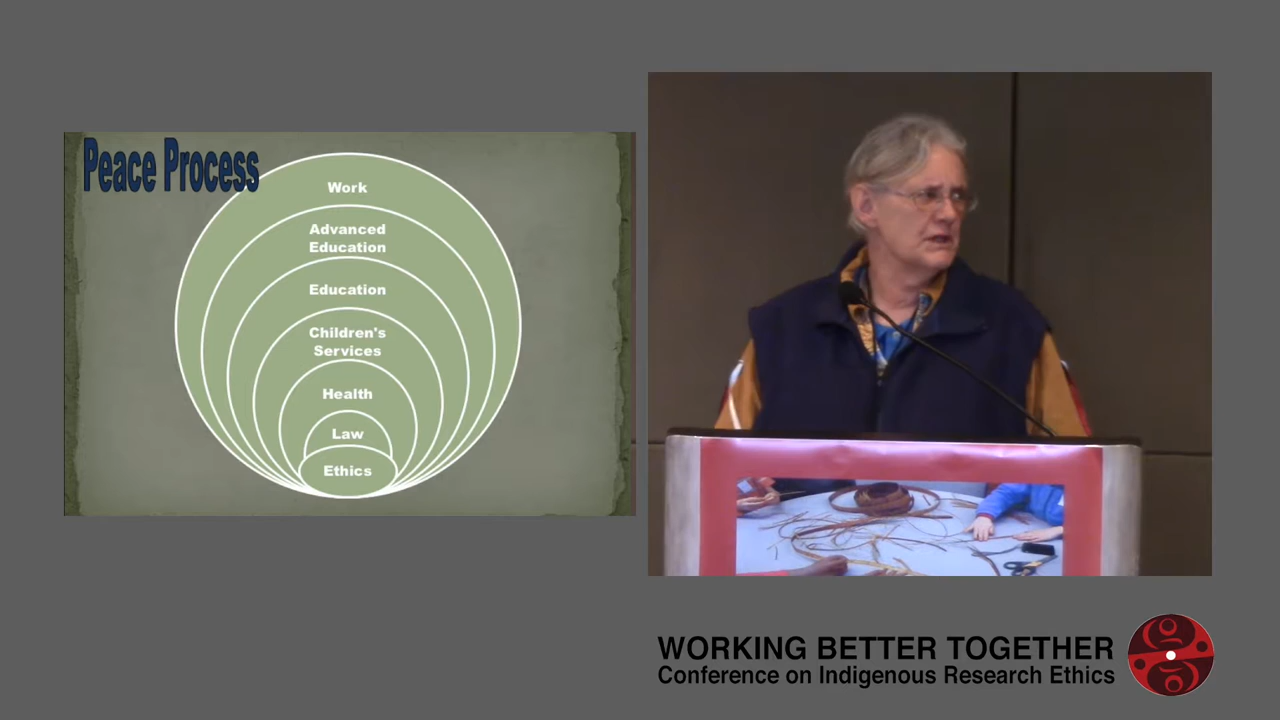 Peace Process
Work
Advanced
Education
Education
Children's
Services
Health
Law
Ethics
WORKING BETTER TOGETHER
Conference on Indigenous Research Ethics